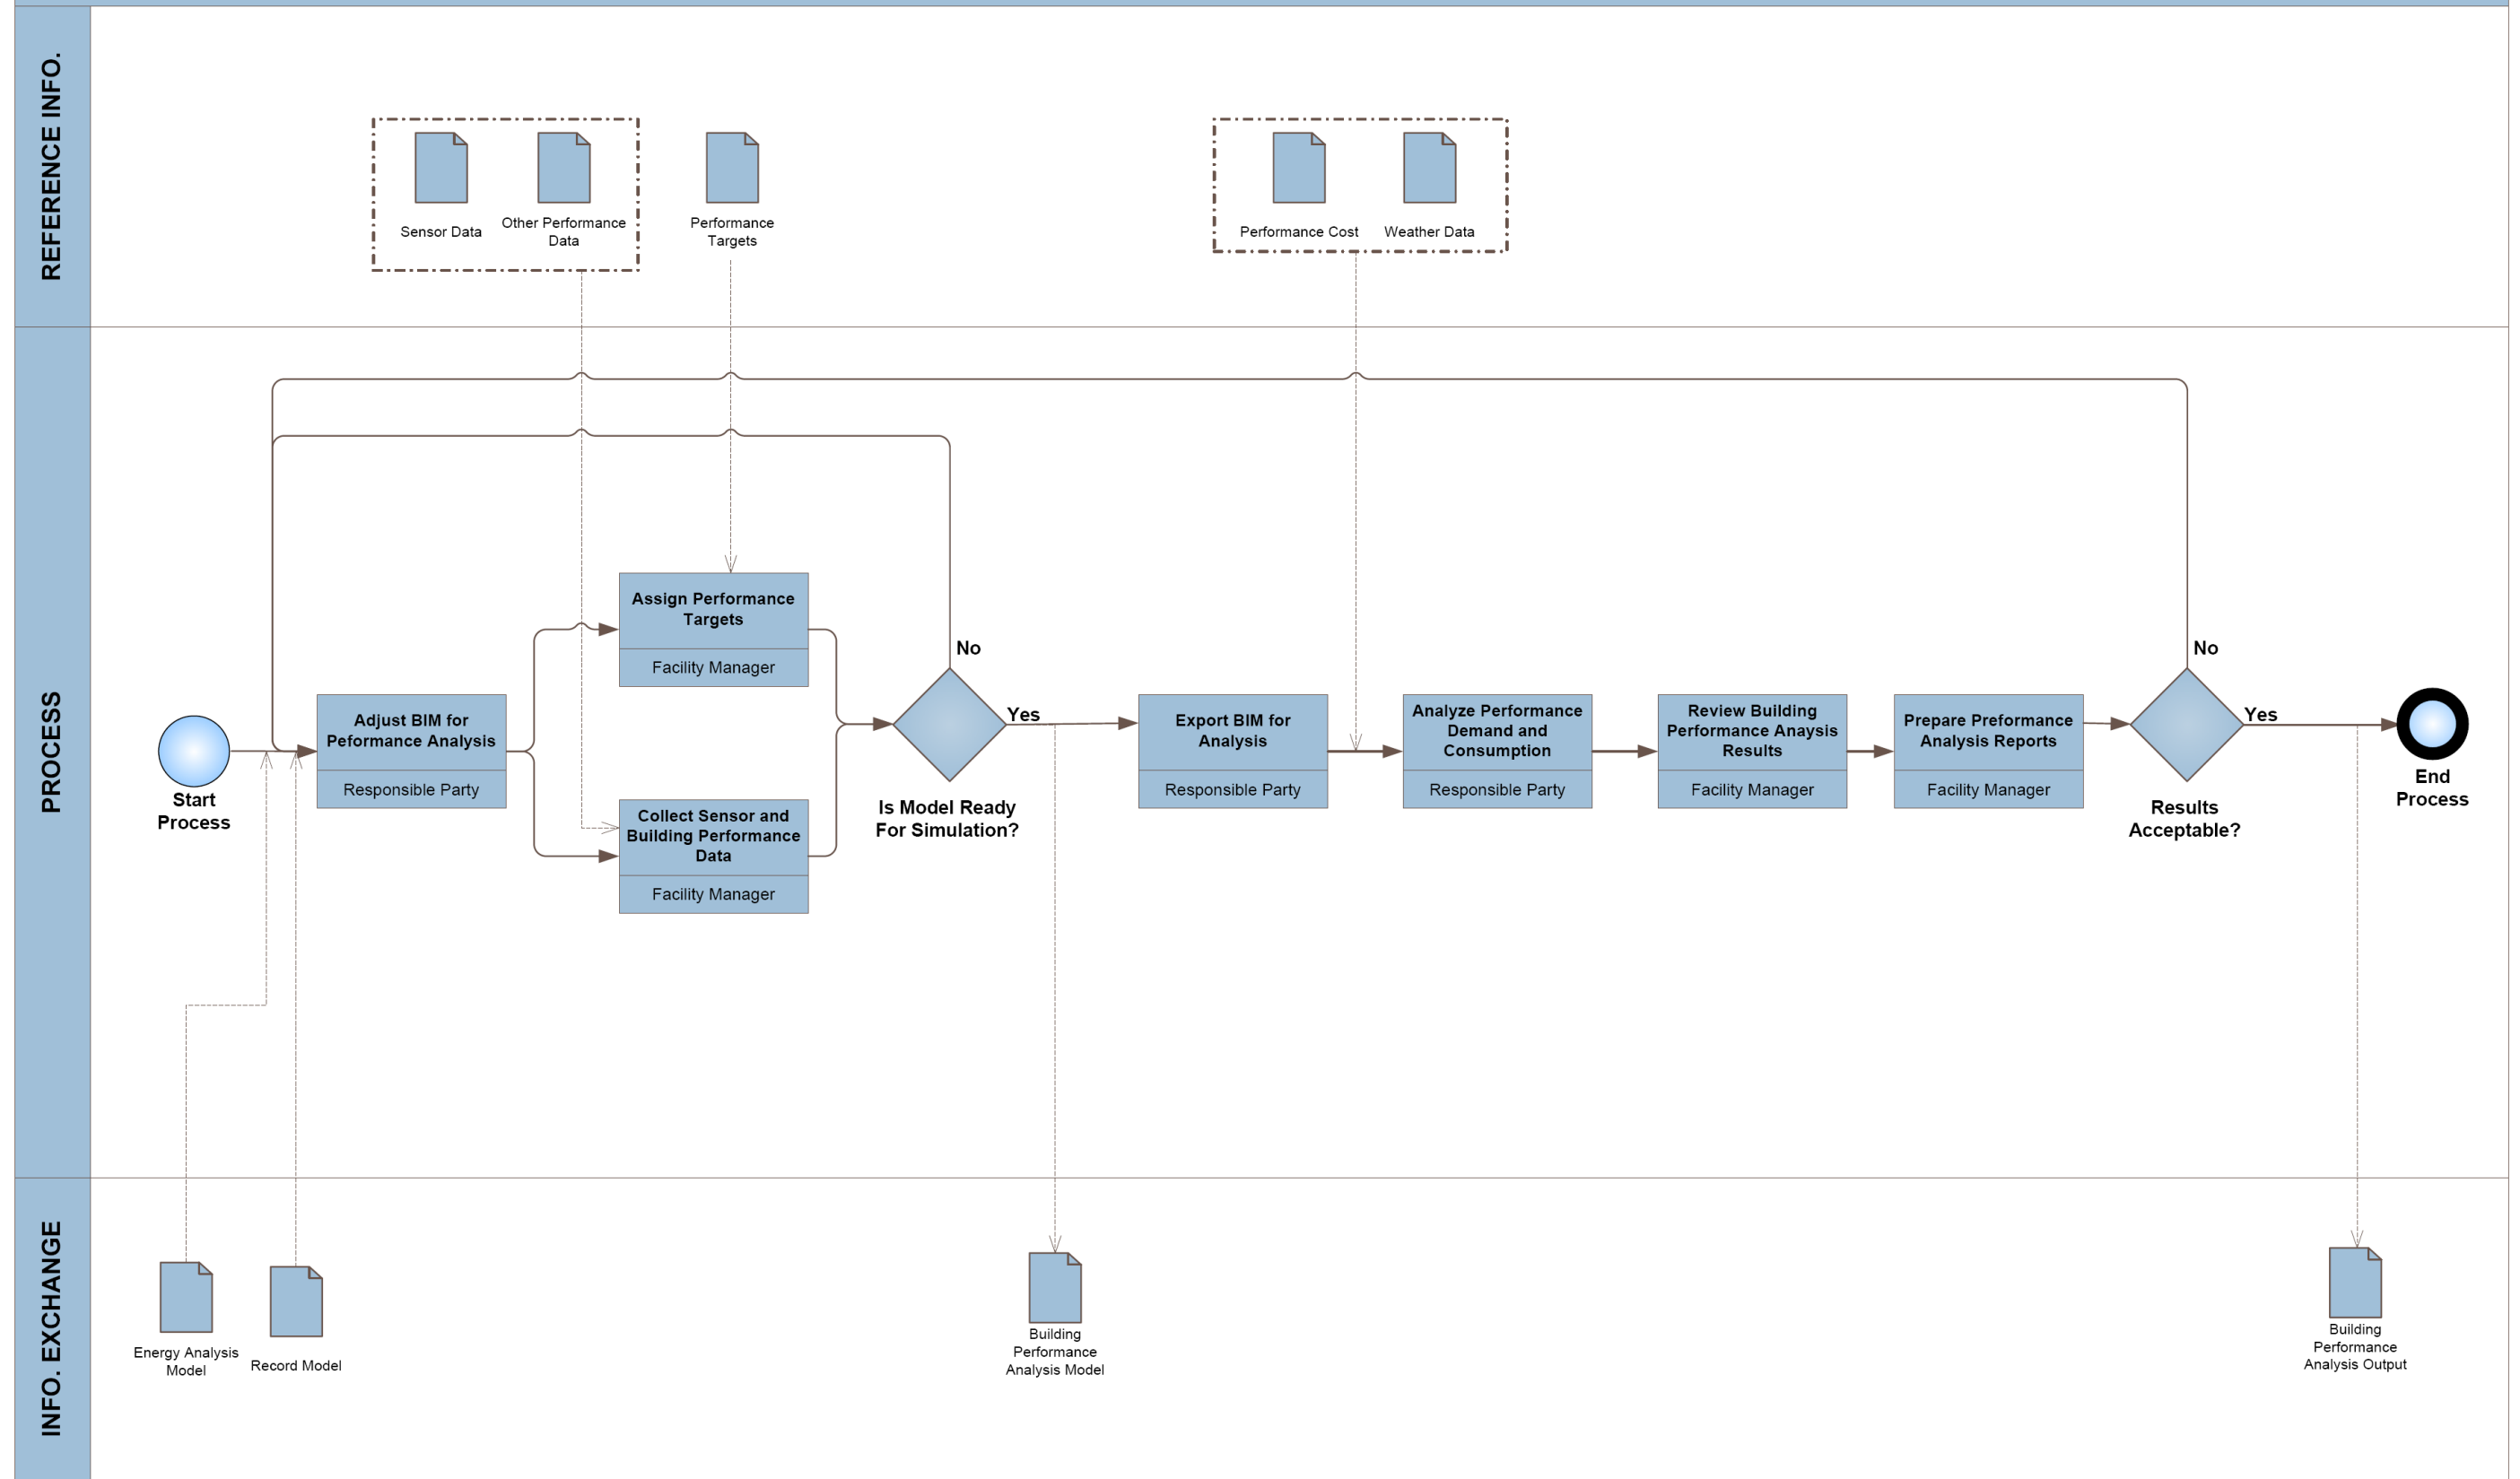 REFERENCE INFO.
Sensor Data
Other Performance
Data
Performance
Targets
Performance Cost
Weather Data
PROCESS
Start
Process
Adjust BIM for
Peformance Analysis
Responsible Party
Assign Performance
Targets
Facility Manager
Collect Sensor and
Building Performance
Data
Facility Manager
No
Yes
Is Model Ready
For Simulation?
Export BIM for
Analysis
Responsible Party
Analyze Performance
Demand and
Consumption
Responsible Party
Review Building
Performance Anaysis
Results
Facility Manager
Prepare Preformance
Analysis Reports
Facility Manager
No
Yes
Results
Acceptable?
End
Process
INFO. EXCHANGE
Energy Analysis
Model
Record Model
Building
Performance
Analysis Model
Building
Performance
Analysis Output